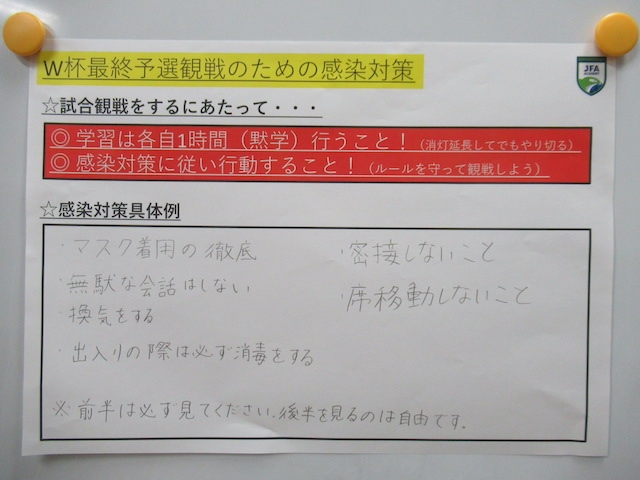 W杯最終予選観戦のための感染対策
JFA
ACADEMY
☆試合観戦をするにあたって・・・
◎学習は各自1時間（黙学）行うこと！（消灯延長してでもやり切る）
◎感染対策に従い行動すること！（ルールを守って観戦しよう）
☆感染対策具体例
・マスク着用の徹底
・無駄な会話はしない
・換気をする
・出入りの際は必ず消毒をする
・密接しないこと
・席移動しないこと
※前半は必ず見てください。後半を見るのは自由です。